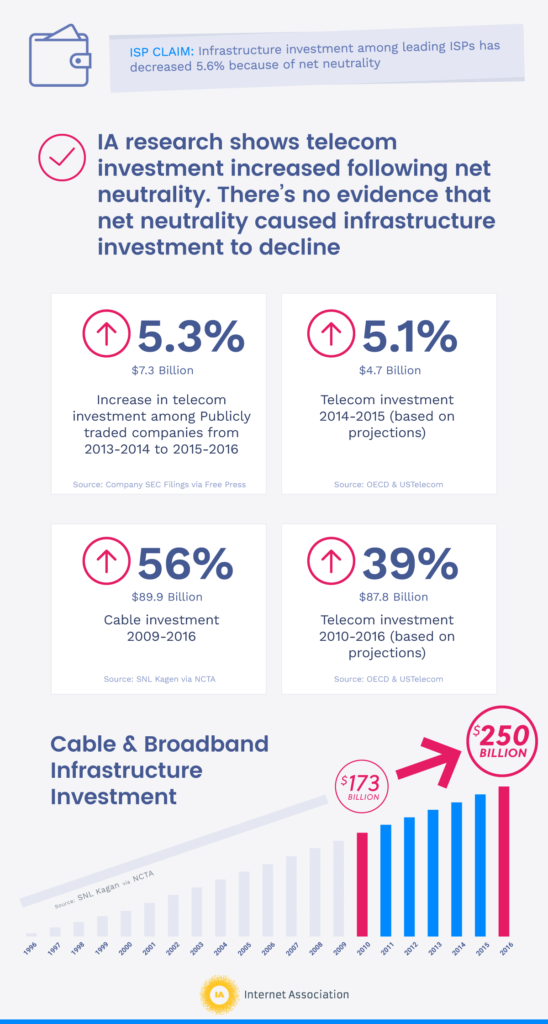 ISP CLAIM: Infrastructure investment among leading ISPs has
decreased 5.6% because of net neutrality
IA research shows telecom
investment increased following net
neutrality. There's no evidence that
net neutrality caused infrastructure
investment to decline
5.3%
$7.3 Billion
Increase in telecom
investment among Publicly
traded companies from
2013-2014 to 2015-2016
Source: Company SEC Filings via Free Press
5.1%
$4.7 Billion
Telecom investment
2014-2015 (based on
projections)
Source: OECD & USTelecom
56%
$89.9 Billion
Cable investment
2009-2016
Source: SNL Kagen via NCTA
39%
$87.8 Billion
Telecom investment
2010-2016 (based on
projections)
Source: OECD & USTelecom
Cable & Broadband
Infrastructure
Investment
$173
BILLION
$250
BILLION
Source: SNL Kagan via NCTA
1996 1997 1998 1999 2000 2001 2002 2003 2004 2005 2006 2007 2008 2009 2010 2011 2012 2013 2014 2015 2016
IA
Internet Association